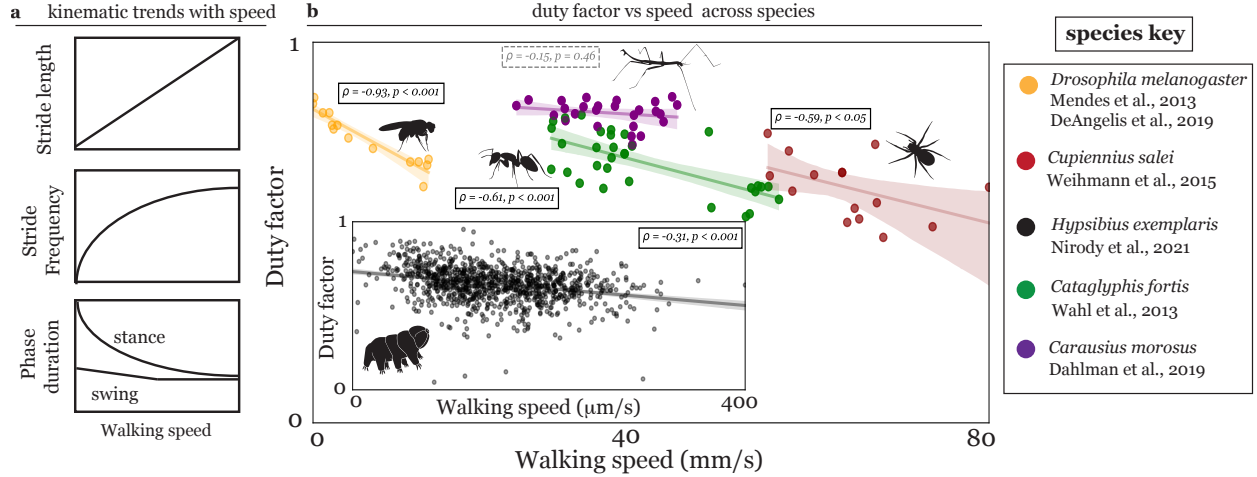 a kinematic trends with speed
Stride length
Stride
Frequency
Phase
duration
stance
swing
Walking speed
b duty factor vs speed across species
Duty factor
1
0
ρ = -0.93, p < 0.001
ρ = -0.15, p = 0.46
ρ = -0.61, p < 0.001
ρ = -0.59, p < 0.05
1
Duty factor
0
ρ = -0.31, p < 0.001
0 Walking speed (μm/s) 400
0 40 80
Walking speed (mm/s)
species key
Drosophila melanogaster
Mendes et al., 2013
DeAngelis et al., 2019
Cupiennius salei
Weihmann et al., 2015
Hypsibius exemplaris
Nirody et al., 2021
Cataglyphis fortis
Wahl et al., 2013
Carausius morosus
Dahlman et al., 2019